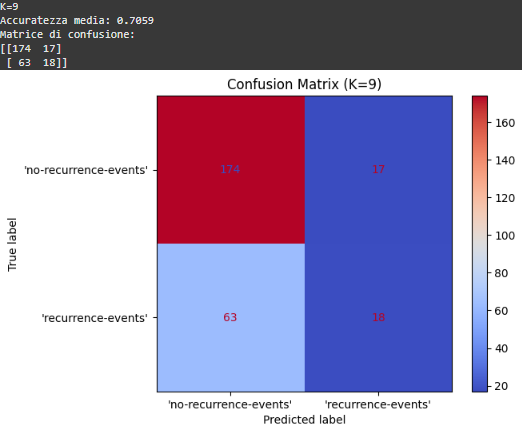 K=9
Accuratezza media: 0.7059
Matrice di confusione:
[[174  17]
 [ 63  18]]
Confusion Matrix (K=9)
160
'no-recurrence-events' 174 17
140
120
True label
100
80
'recurrence-events' 63 18
60
40
20
'no-recurrence-events' 'recurrence-events'
Predicted label